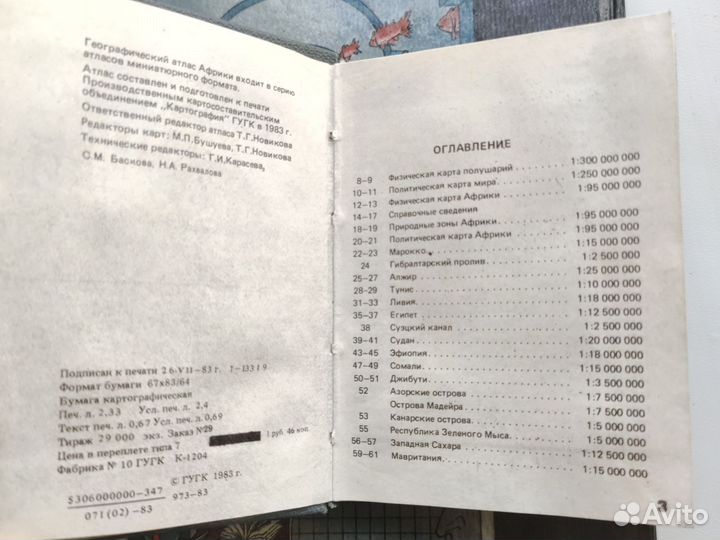 Географический атлас Африки входит в серию
атласов миниатюрного формата.
Атлас составлен и подготовлен к печати
Производственным картосоставительским
объединением „Картография" ГУГК в 1983 г.
Ответственный редактор атласа Т.Г.Новикова
Редакторы карт: М.П.Бушуева, Т.Г.Новикова
Технические редакторы: Г.И.Карасева,
С.М. Баскова, Н.А. Рахвалова
Подписан к печати 26-VII-83 г. Т-13319
Формат бумаги 67х83/64
Бумага картографическая
Печ. л. 2,33 Усл. печ. л. 2,4
Текст печ. л. 0,67 Усл. печ. л. 0,69
Тираж 29 000 экз. Заказ №29
Цена в переплете типа 7 1 руб. 46 коп.
Фабрика № 10 ГУГК К-1204
© ГУГК 1983 г.
$306000000-347 973-83
071(02)-83
ОГЛАВЛЕНИЕ
8-9 Физическая карта полушарий 1:300 000 000
10-11 Политическая карта мира 1:250 000 000
12-13 Физическая карта Африки 1:95 000 000
14-17 Справочные сведения
18-19 Природные зоны Африки 1:95 000 000
20-21 Политическая карта Африки 1:95 000 000
22-23 Марокко 1:15 000 000
24 Гибралтарский пролив 1:2 500 000
25-27 Алжир 1:25 000 000
28-29 Тунис 1:10 000 000
31-33 Ливия 1:18 000 000
35-37 Египет 1:12 500 000
38 Суэцкий канал 1:2 500 000
39-41 Судан 1:20 000 000
43-45 Эфиопия 1:18 000 000
47-49 Сомали 1:15 000 000
50-51 Джибути 1:3 500 000
52 Азорские острова 1:7 500 000
Острова Мадейра 1:7 500 000
53 Канарские острова 1:5 000 000
55 Республика Зеленого Мыса 1:5 000 000
56-57 Западная Сахара 1:12 500 000
59-61 Мавритания 1:15 000 000
3
Avito